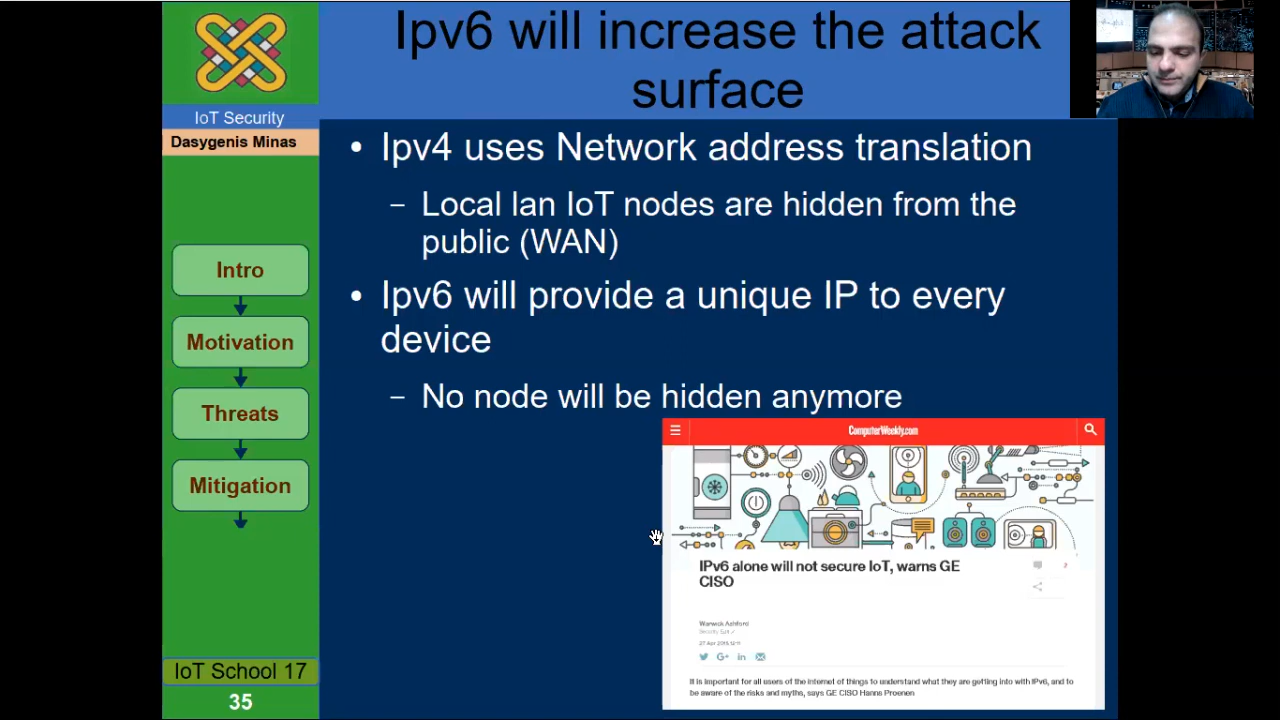 Ipv6 will increase the attack
surface
IoT Security
Dasygenis Minas
Intro
Motivation
Threats
Mitigation
IoT School 17
35
• Ipv4 uses Network address translation
– Local lan IoT nodes are hidden from the
public (WAN)
• Ipv6 will provide a unique IP to every
device
– No node will be hidden anymore
ComputerWeekly.com
IPv6 alone will not secure IoT, warns GE
CISO
Warwick Ashford
It is important for all users of the internet of things to understand what they are getting into with IPv6, and to
be aware of the risks and myths, says GE CISO Hanns Proenen